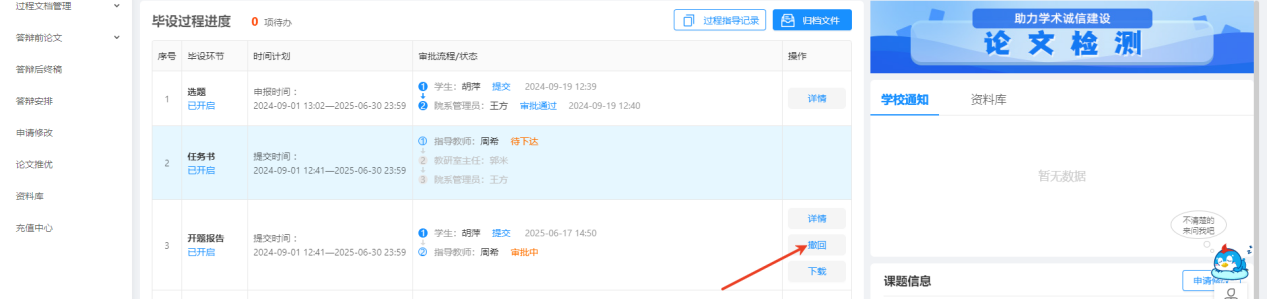 过程文档管理
答辩前论文
答辩后终稿
答辩安排
申请修改
论文推优
资料库
充值中心
毕设过程进度 0 项待办 过程指导记录 归档文件
序号 毕设环节 时间计划 审批流程/状态 操作
1 选题 已开启
申报时间：
2024-09-01 13:02—2025-06-30 23:59
1 学生：胡萍 提交 2024-09-19 12:39
2 院系管理员：王方 审批通过 2024-09-19 12:40
详情
2 任务书 已开启
提交时间：
2024-09-01 12:41—2025-06-30 23:59
① 指导教师：周希 待下达
② 教研室主任：郭米
③ 院系管理员：王方
3 开题报告 已开启
提交时间：
2024-09-01 12:41—2025-06-30 23:59
1 学生：胡萍 提交 2025-06-17 14:50
② 指导教师：周希 审批中
详情
撤回
下载
助力学术诚信建设
论文检测
学校通知 资料库
暂无数据
不清楚的
来问我吧
课题信息
申请